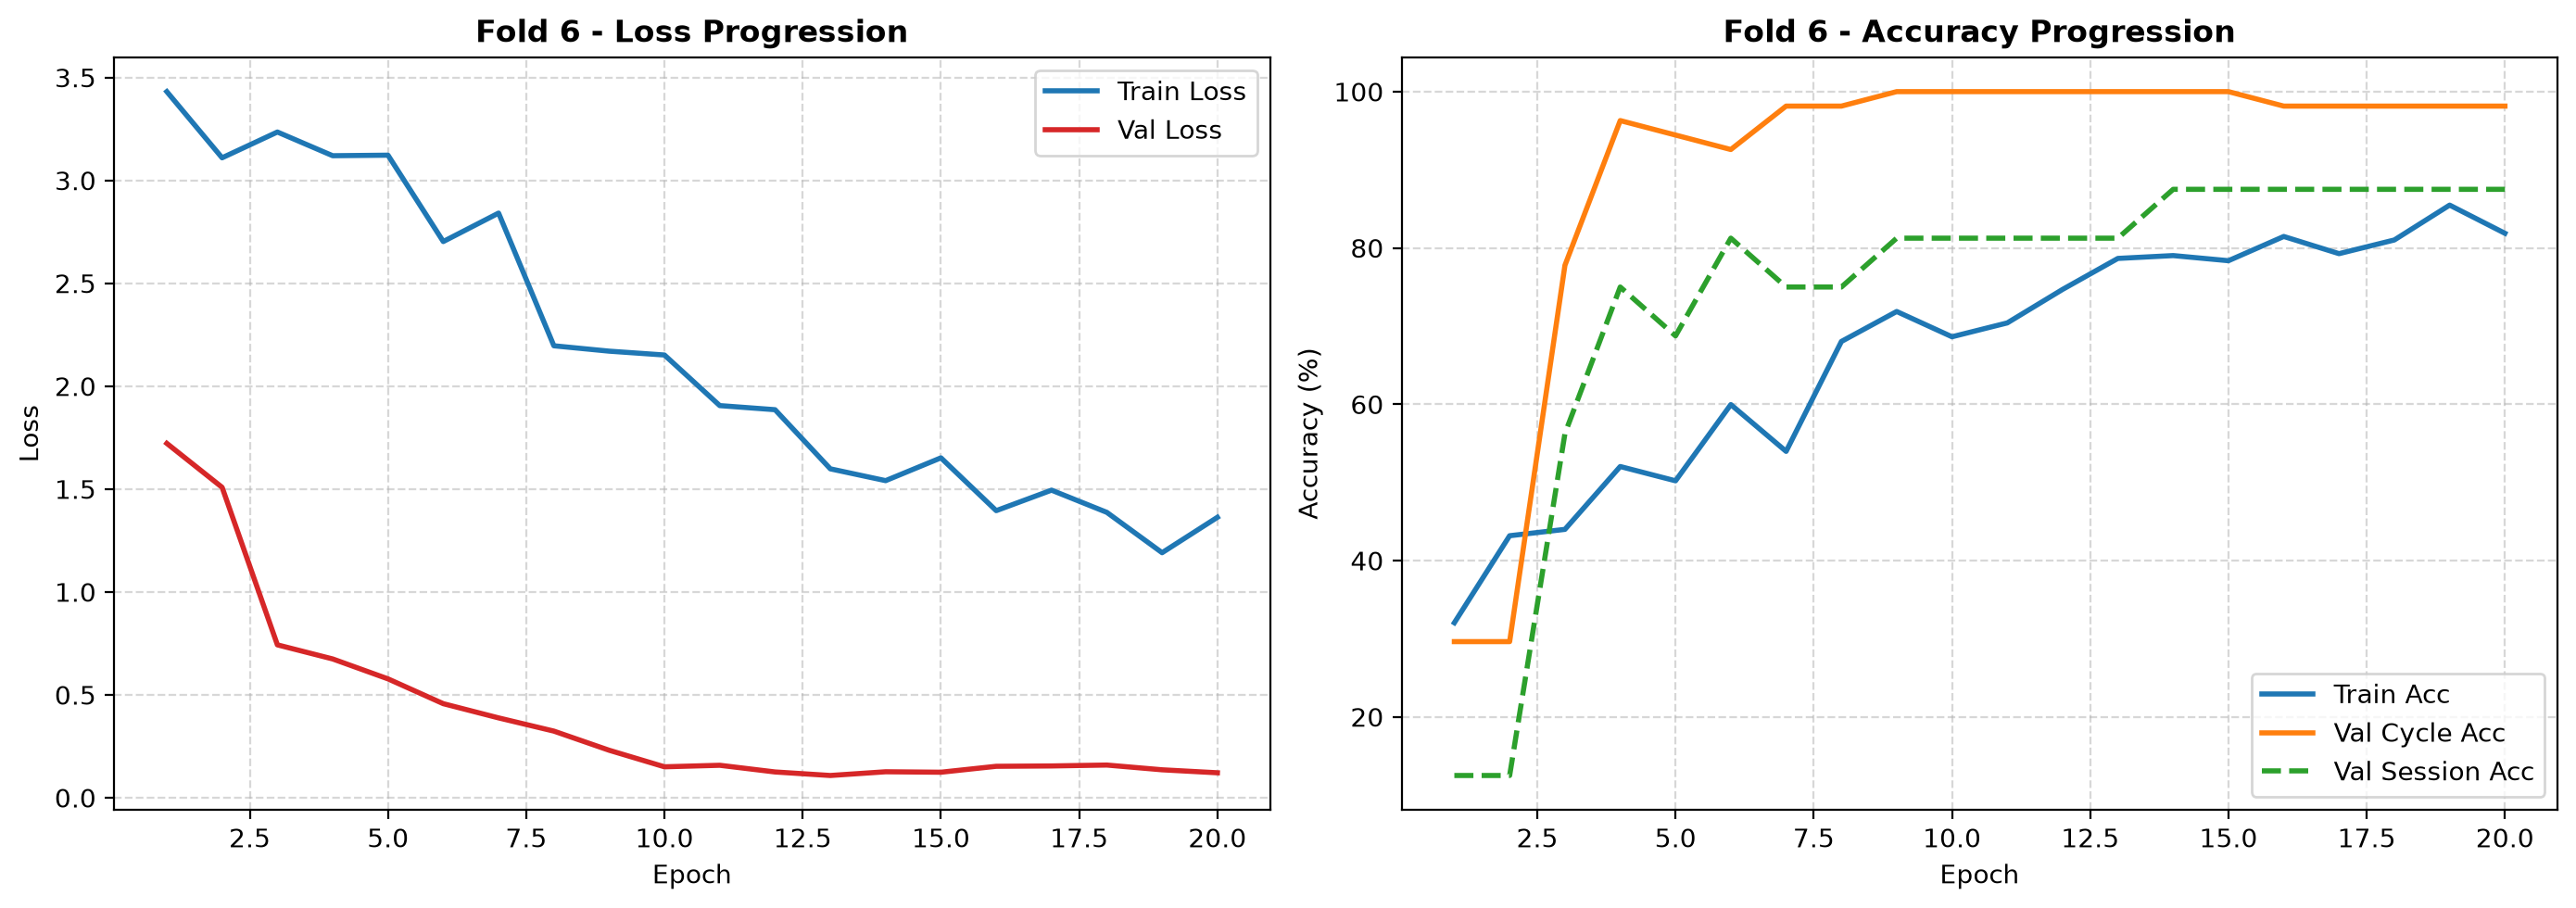 Fold 6 - Loss Progression
3.5
3.0
2.5
2.0
1.5
1.0
0.5
0.0
Loss
2.5 5.0 7.5 10.0 12.5 15.0 17.5 20.0
Epoch
Train Loss
Val Loss
Fold 6 - Accuracy Progression
100
80
60
40
20
Accuracy (%)
2.5 5.0 7.5 10.0 12.5 15.0 17.5 20.0
Epoch
Train Acc
Val Cycle Acc
Val Session Acc